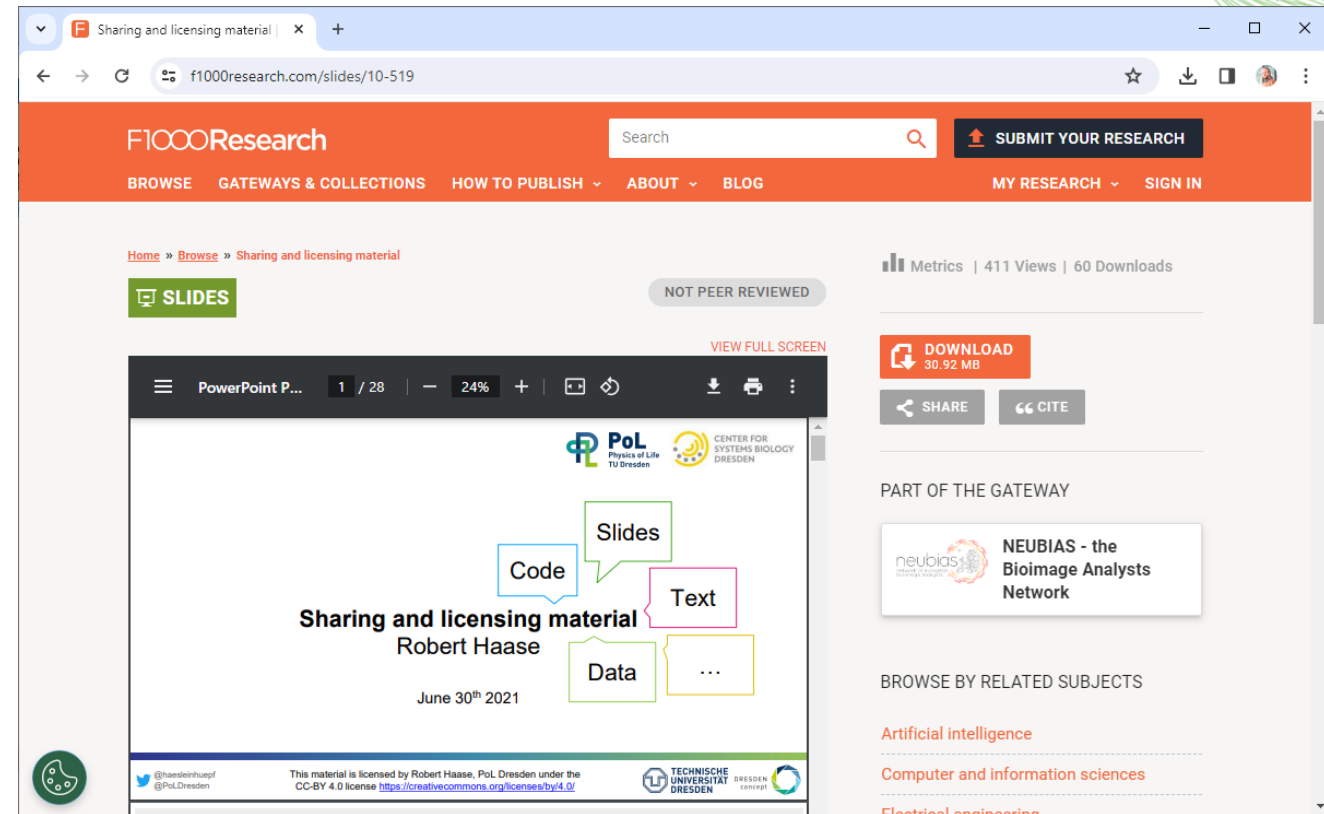 Sharing and licensing material |
f1000research.com/slides/10-519
F1000Research
Search
SUBMIT YOUR RESEARCH
BROWSE GATEWAYS & COLLECTIONS HOW TO PUBLISH ABOUT BLOG MY RESEARCH SIGN IN
Home » Browse » Sharing and licensing material
SLIDES
NOT PEER REVIEWED
Metrics | 411 Views | 60 Downloads
VIEW FULL SCREEN
DOWNLOAD
30.92 MB
SHARE
CITE
PowerPoint P... 1 / 28 24%
PoL
Physics of Life
TU Dresden
CENTER FOR
SYSTEMS BIOLOGY
DRESDEN
Slides
Code
Text
Sharing and licensing material
Robert Haase
Data
...
June 30th 2021
@haesleinhuepf
@PoLDresden
This material is licensed by Robert Haase, PoL Dresden under the
CC-BY 4.0 license https://creativecommons.org/licenses/by/4.0/
TECHNISCHE
UNIVERSITÄT
DRESDEN
DRESDEN
concept
PART OF THE GATEWAY
neubias
NEUBIAS - the
Bioimage Analysts
Network
BROWSE BY RELATED SUBJECTS
Artificial intelligence
Computer and information sciences
Electrical engineering